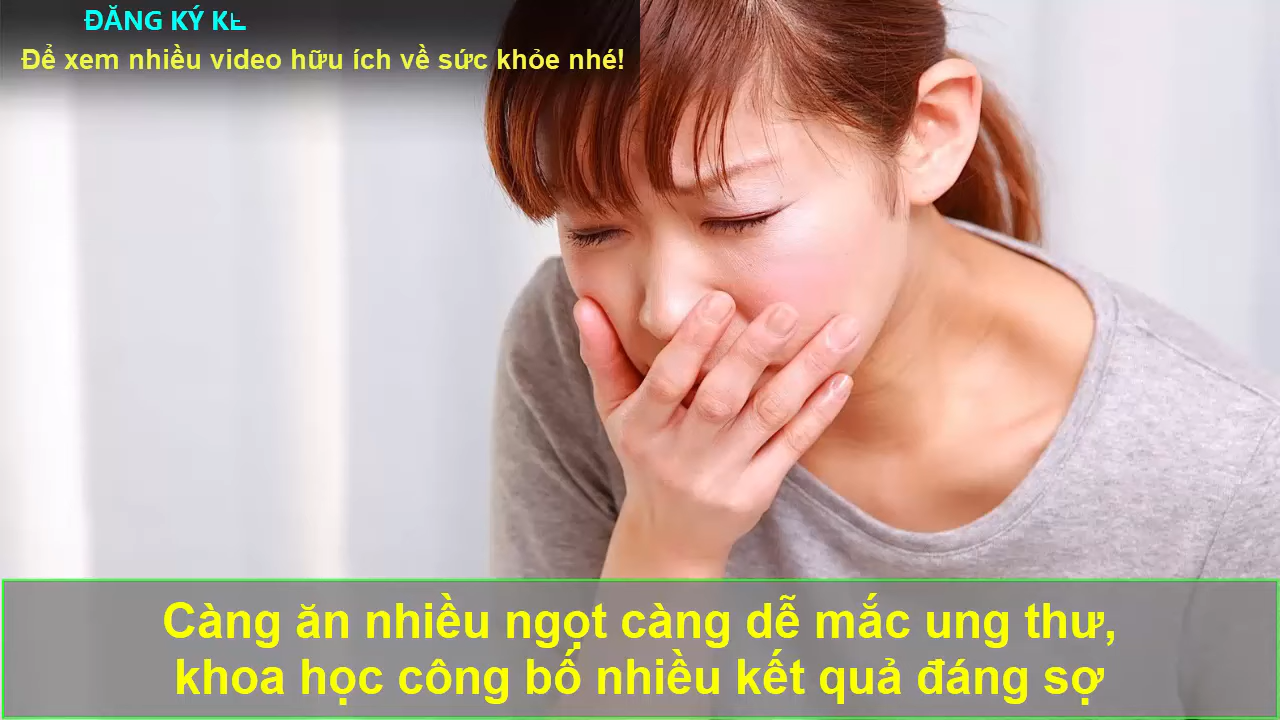 ĐĂNG KÝ
Để xem nhiều video hữu ích về sức khỏe nhé!
Càng ăn nhiều ngọt càng dễ mắc ung thư,
khoa học công bố nhiều kết quả đáng sợ